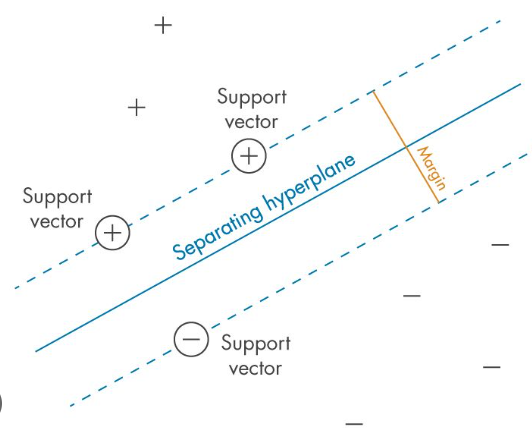 +
Support
vector
+
+
Support
vector
+
Separating hyperplane
Margin
−
−
−
Support
vector
−
−